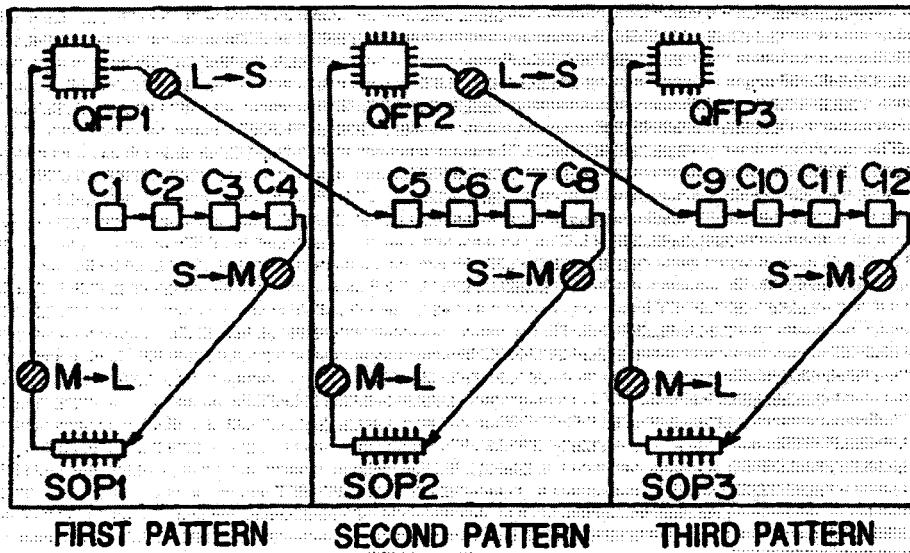 L→S
L→S
QFP1
QFP2
QFP3
C1 C2 C3 C4
C5 C6 C7 C8
C9 C10 C11 C12
S→M
S→M
S→M
M→L
M→L
M→L
SOP1
SOP2
SOP3
FIRST PATTERN
SECOND PATTERN
THIRD PATTERN